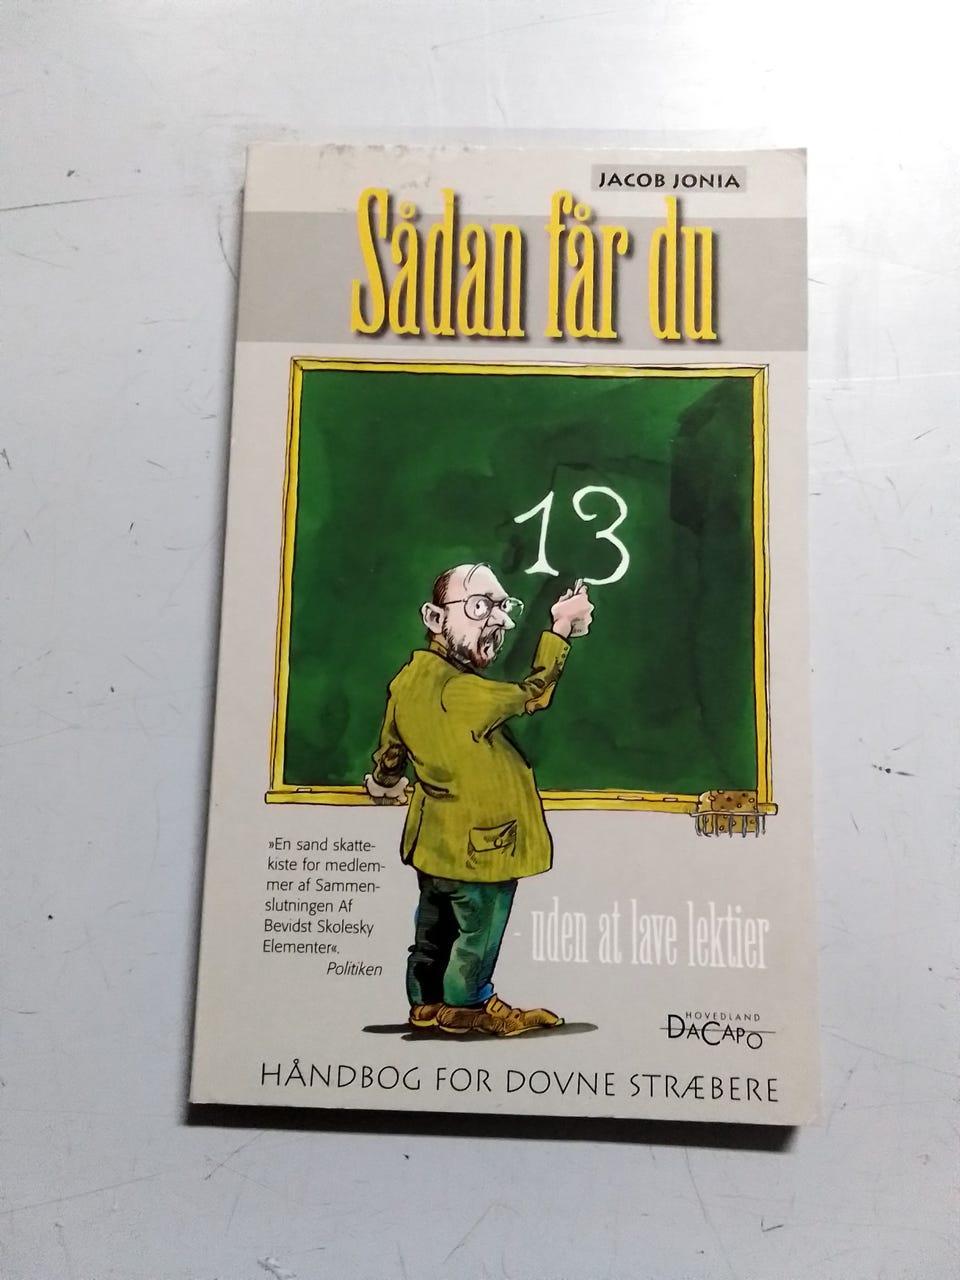 JACOB JONIA
Sådan får du
13
»En sand skatte-
kiste for medlem-
mer af Sammen-
slutningen Af
Bevidst Skolesky
Elementer«.
Politiken
- uden at lave lektier
HOVEDLAND
DACAPO
HÅNDBOG FOR DOVNE STRÆBERE